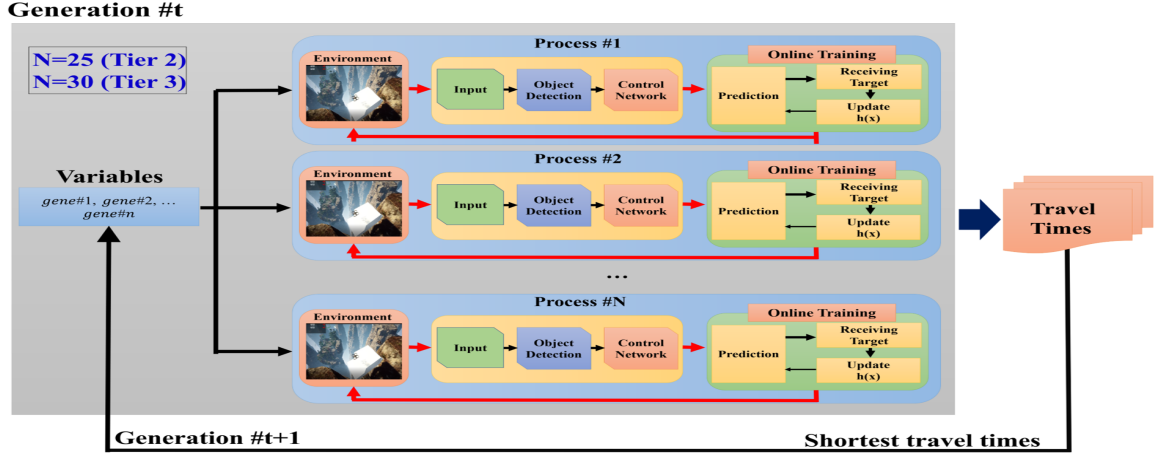 Generation #t
N=25 (Tier 2)
N=30 (Tier 3)
Process #1
Environment
Input
Object
Detection
Control
Network
Online Training
Prediction
Receiving
Target
Update
h(x)
Process #2
Environment
Input
Object
Detection
Control
Network
Online Training
Prediction
Receiving
Target
Update
h(x)
Variables
gene#1, gene#2, ...
gene#n
Travel
Times
...
Process #N
Environment
Input
Object
Detection
Control
Network
Online Training
Prediction
Receiving
Target
Update
h(x)
Generation #t+1
Shortest travel times